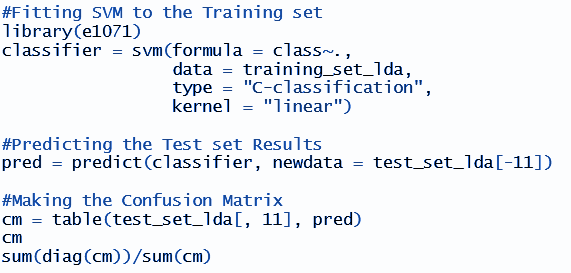 #Fitting SVM to the Training set
library(e1071)
classifier = svm(formula = class~.,
data = training_set_lda,
type = "C-classification",
kernel = "linear")
#Predicting the Test set Results
pred = predict(classifier, newdata = test_set_lda[-11])
#Making the Confusion Matrix
cm = table(test_set_lda[, 11], pred)
cm
sum(diag(cm))/sum(cm)